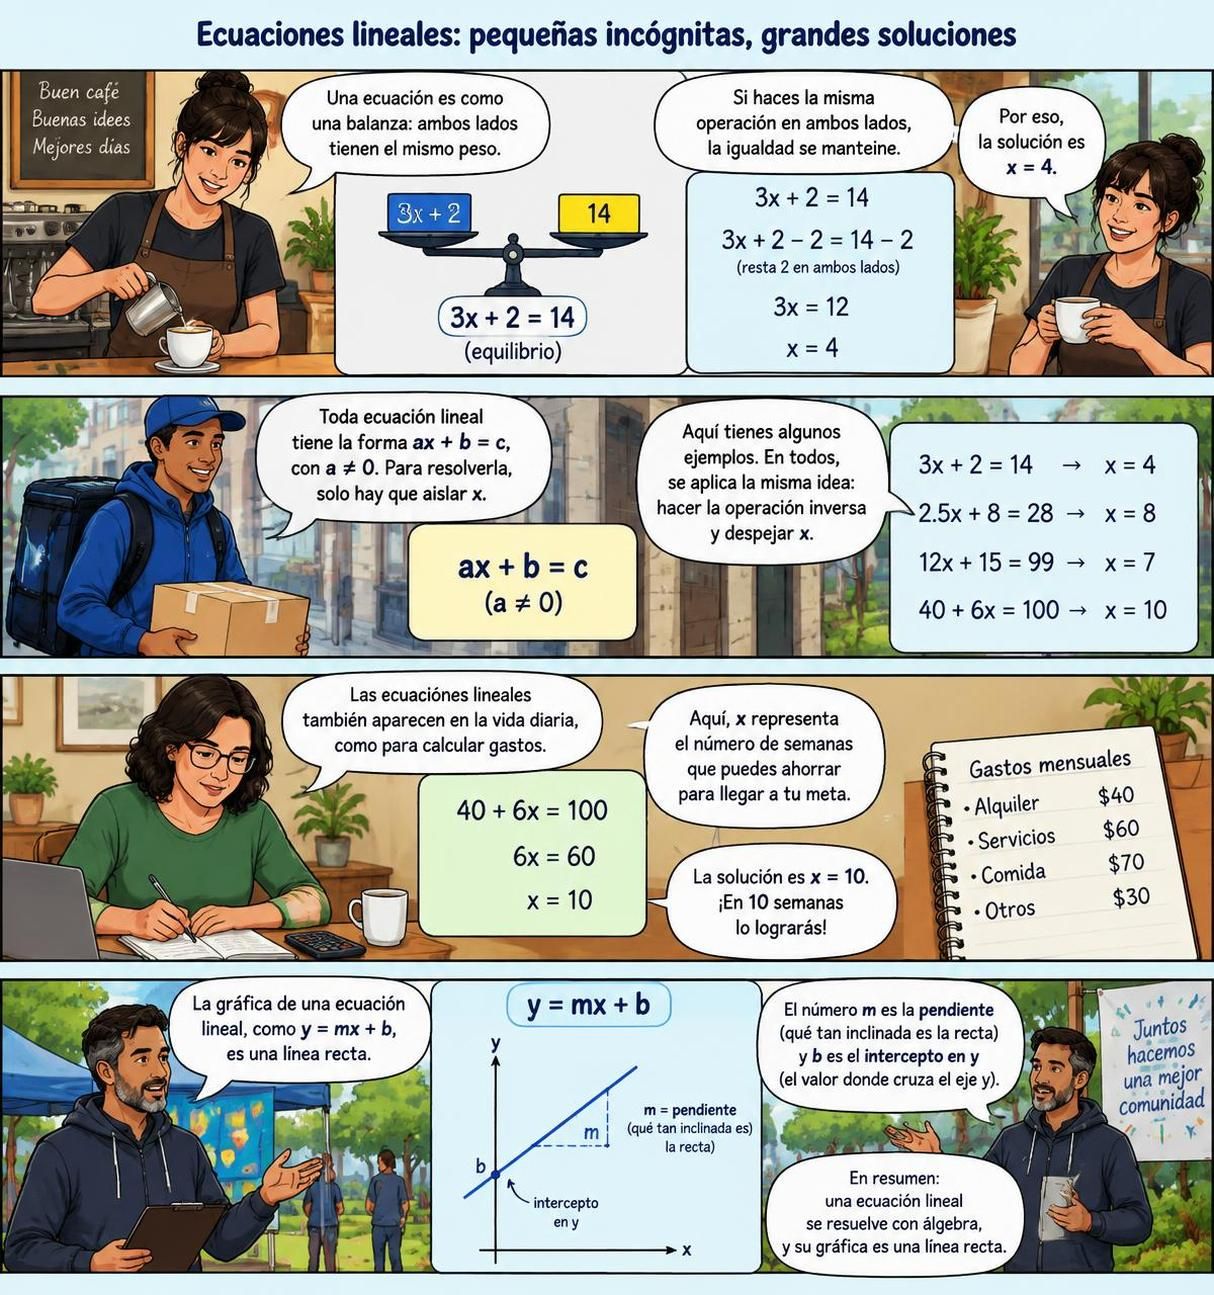 Ecuaciones lineales: pequeñas incógnitas, grandes soluciones
Buen café
Buenas idees
Mejores días
Una ecuación es como
una balanza: ambos lados
tienen el mismo peso.
3x + 2
14
3x + 2 = 14
(equilibrio)
Si haces la misma
operación en ambos lados,
la igualdad se manteine.
3x + 2 = 14
3x + 2 – 2 = 14 – 2
(resta 2 en ambos lados)
3x = 12
x = 4
Por eso,
la solución es
x = 4.
Toda ecuación lineal
tiene la forma ax + b = c,
con a ≠ 0. Para resolverla,
solo hay que aislar x.
ax + b = c
(a ≠ 0)
Aquí tienes algunos
ejemplos. En todos,
se aplica la misma idea:
hacer la operación inversa
y despejar x.
3x + 2 = 14 → x = 4
2.5x + 8 = 28 → x = 8
12x + 15 = 99 → x = 7
40 + 6x = 100 → x = 10
Las ecuaciónes lineales
también aparecen en la vida diaria,
como para calcular gastos.
40 + 6x = 100
6x = 60
x = 10
Aquí, x representa
el número de semanas
que puedes ahorrar
para llegar a tu meta.
La solución es x = 10.
¡En 10 semanas
lo lograrás!
Gastos mensuales
• Alquiler $40
• Servicios $60
• Comida $70
• Otros $30
La gráfica de una ecuación
lineal, como y = mx + b,
es una línea recta.
y = mx + b
y
m
b
x
intercepto
en y
m = pendiente
(qué tan inclinada es)
la recta)
El número m es la pendiente
(qué tan inclinada es la recta)
y b es el intercepto en y
(el valor donde cruza el eje y).
En resumen:
una ecuación lineal
se resuelve con álgebra,
y su gráfica es una línea recta.
Juntos
hacemos
una mejor
comunidad